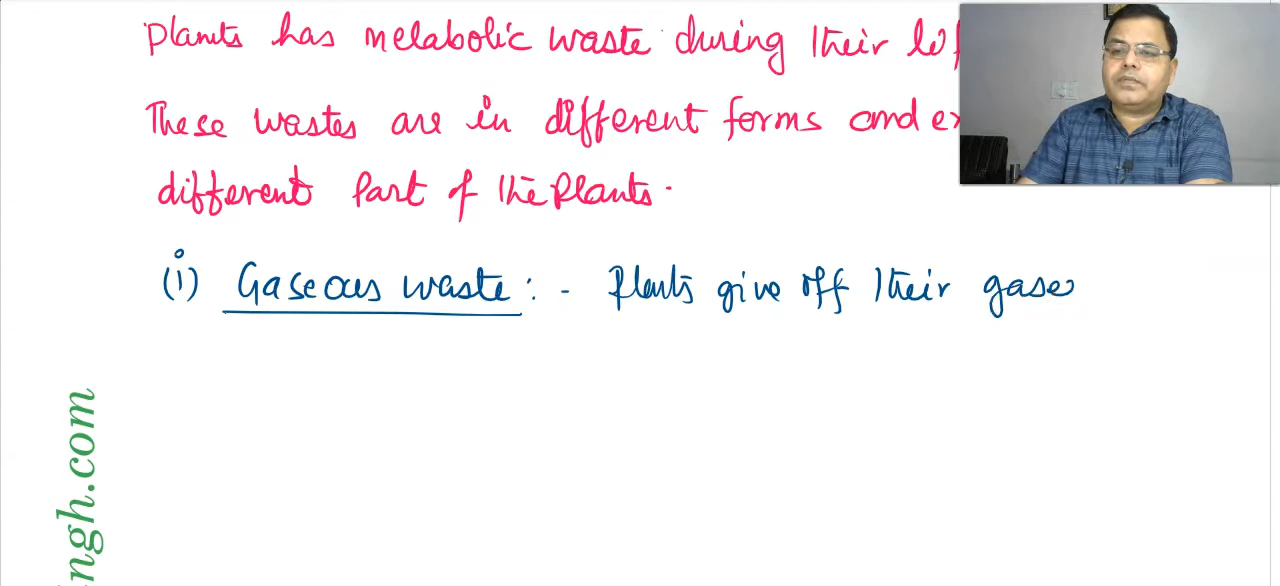 Plants has metabolic waste during their
These wastes are in different forms and
different Part of the Plants.
(i) Gaseous waste : - Plants give off their gase
ngh.com